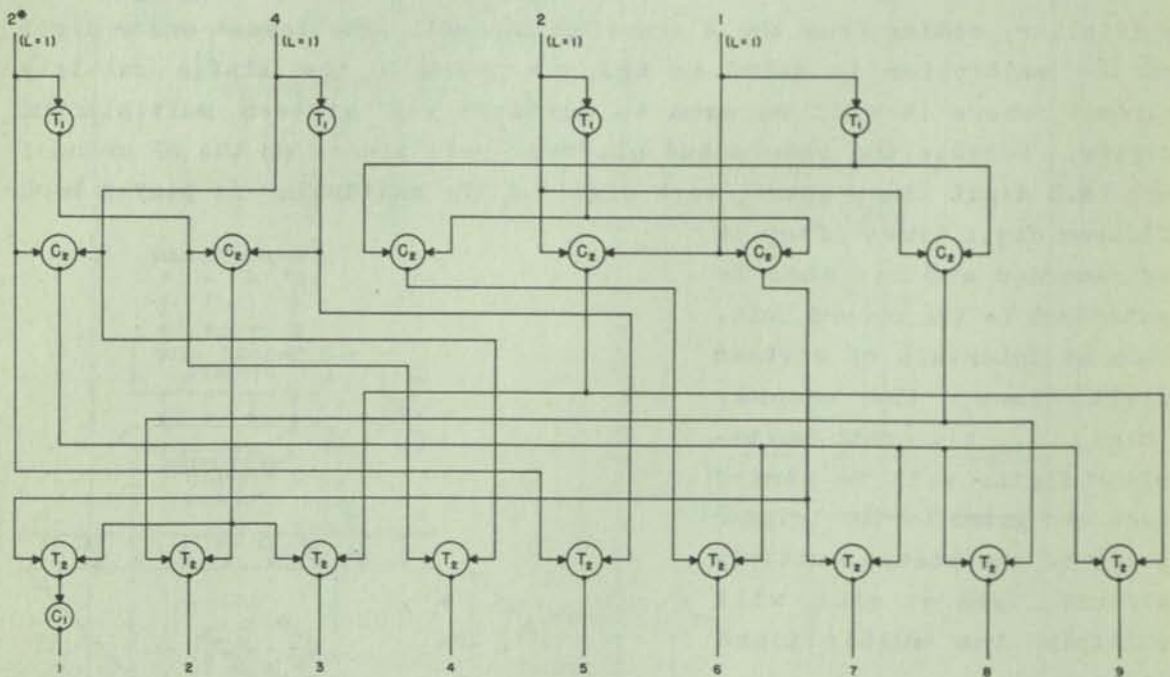 2* 4 2 1
(L=1) (L=1) (L=1) (L=1)
T₁ T₁ T₁ T₁
C₂ C₂ C₂ C₂ C₂ C₂
T₂ T₂ T₂ T₂ T₂ T₂ T₂ T₂ T₂
C₁
1 2 3 4 5 6 7 8 9